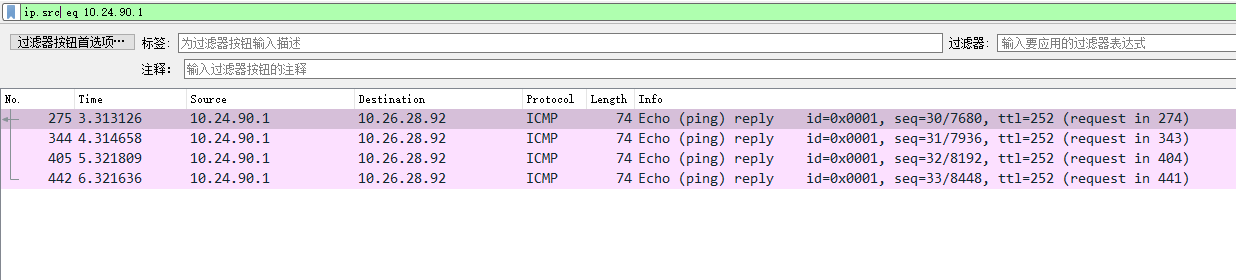 ip.src eq 10.24.90.1
过滤器按钮首选项… 标签: 为过滤器按钮输入描述 过滤器: 输入要应用的过滤器表达式
注释: 输入过滤器按钮的注释
No. Time Source Destination Protocol Length Info
275 3.313126 10.24.90.1 10.26.28.92 ICMP 74 Echo (ping) reply id=0x0001, seq=30/7680, ttl=252 (request in 274)
344 4.314658 10.24.90.1 10.26.28.92 ICMP 74 Echo (ping) reply id=0x0001, seq=31/7936, ttl=252 (request in 343)
405 5.321809 10.24.90.1 10.26.28.92 ICMP 74 Echo (ping) reply id=0x0001, seq=32/8192, ttl=252 (request in 404)
442 6.321636 10.24.90.1 10.26.28.92 ICMP 74 Echo (ping) reply id=0x0001, seq=33/8448, ttl=252 (request in 441)